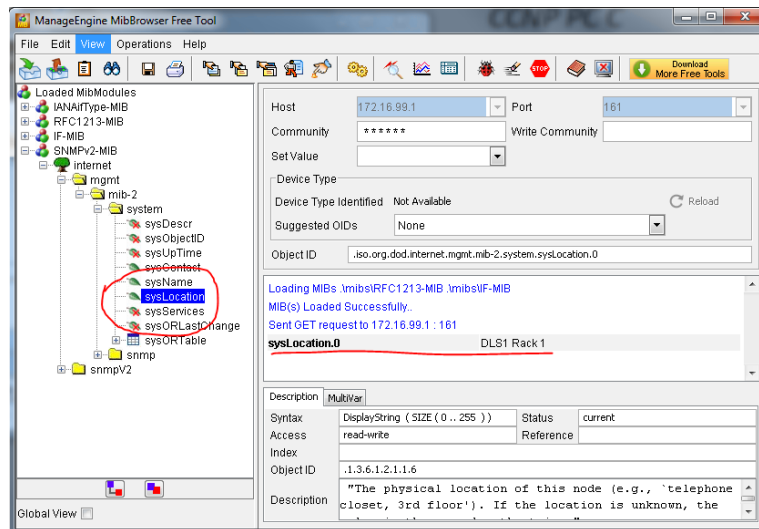 CCNP PC C
ManageEngine MibBrowser Free Tool
File Edit View Operations Help
STOP
Download
More Free Tools
Loaded MibModules
IANAifType-MIB
RFC1213-MIB
IF-MIB
SNMPv2-MIB
internet
mgmt
mib-2
system
sysDescr
sysObjectID
sysUpTime
sysContact
sysName
sysLocation
sysServices
sysORLastChange
sysORTable
snmp
snmpV2
Global View
Host 172.16.99.1 Port 161
Community ****** Write Community
Set Value
Device Type
Device Type Identified Not Available Reload
Suggested OIDs None
Object ID .iso.org.dod.internet.mgmt.mib-2.system.sysLocation.0
Loading MIBs .\mibs\RFC1213-MIB .\mibs\IF-MIB
MIB(s) Loaded Successfully..
Sent GET request to 172.16.99.1 : 161
sysLocation.0 DLS1 Rack 1
Description MultiVar
Syntax DisplayString ( SIZE ( 0 .. 255 )) Status current
Access read-write Reference
Index
Object ID .1.3.6.1.2.1.1.6
Description "The physical location of this node (e.g., `telephone
closet, 3rd floor'). If the location is unknown, the